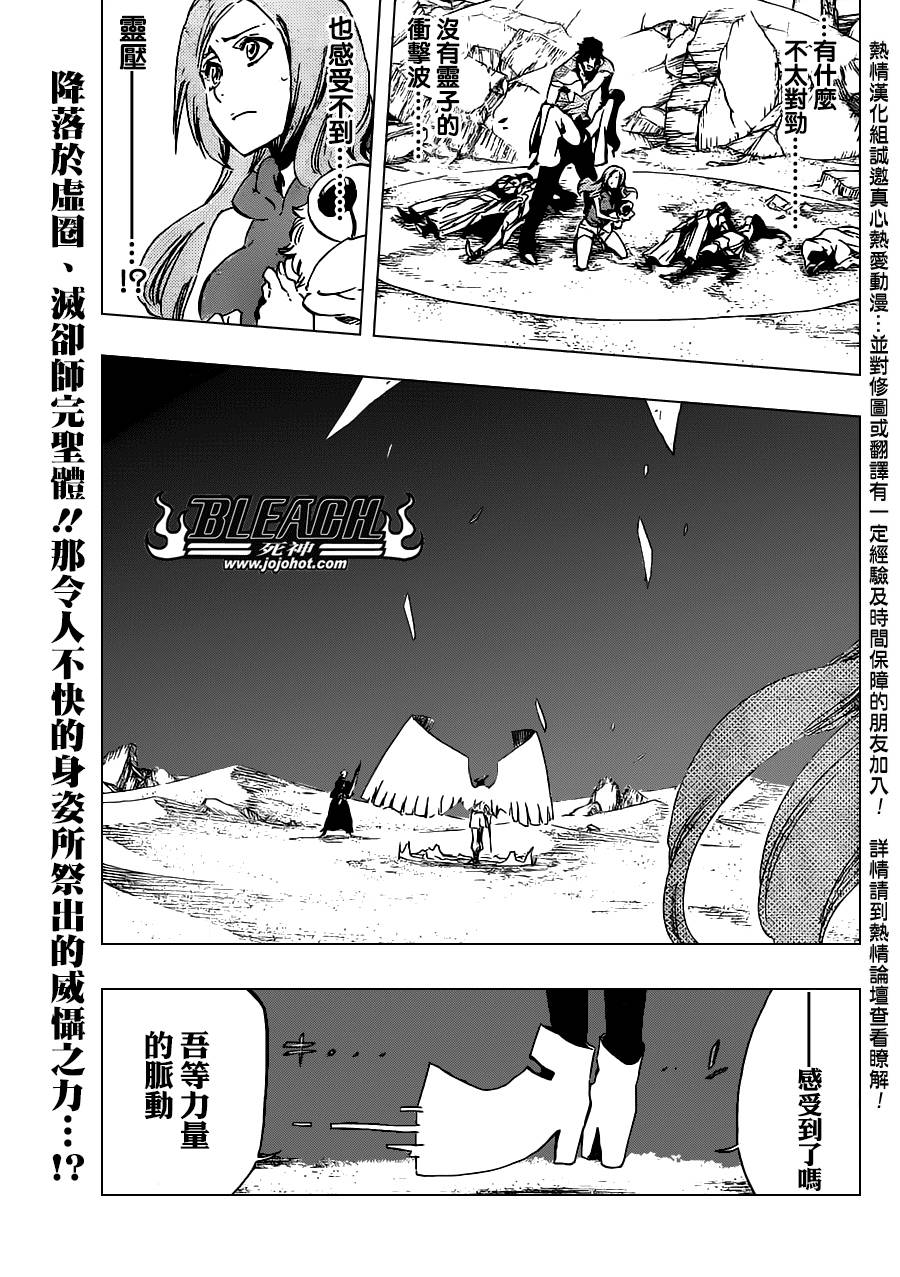 熱情漢化組誠邀真心熱愛動漫…並對修圖或翻譯有一定經驗及時間保障的朋友加入！ 詳情請到熱情論壇查看瞭解！
……有什麼
不太對勁……
沒有靈子的
衝擊波……
也感受不到……
靈壓——……!?
BLEACH
死神
www.jojohot.com
——感受到了嗎
吾等力量
的脈動
降落於虛圈、滅卻師完聖體!!那令人不快的身姿所祭出的威懾之力…!?